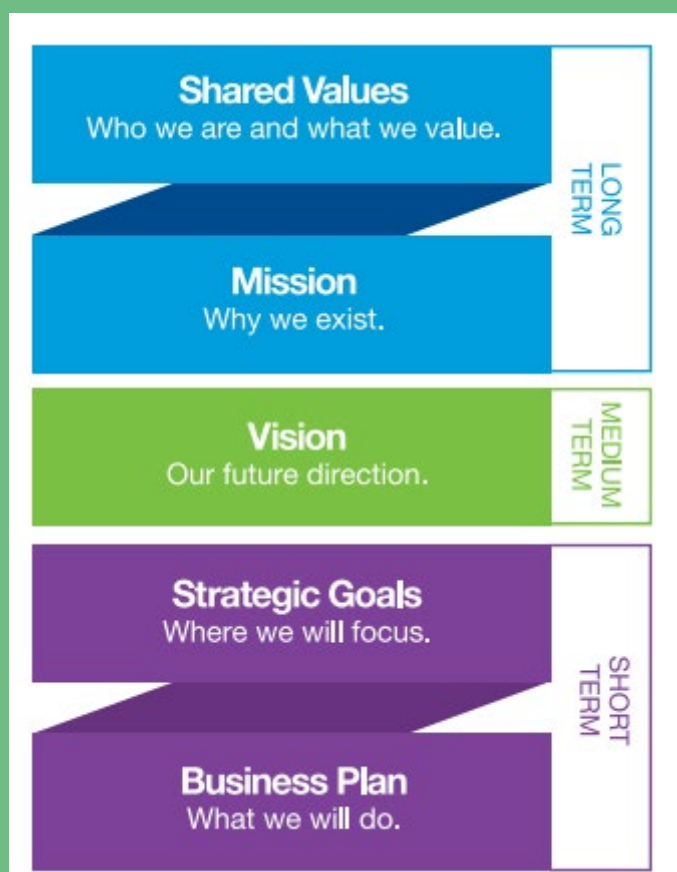 Shared Values
Who we are and what we value.
LONG
TERM
Mission
Why we exist.
Vision
Our future direction.
MEDIUM
TERM
Strategic Goals
Where we will focus.
SHORT
TERM
Business Plan
What we will do.